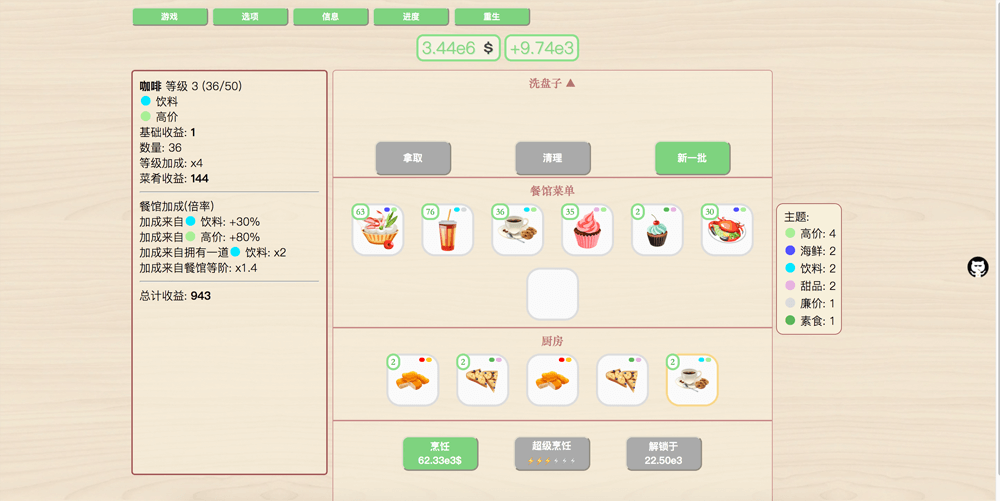 游戏 选项 信息 进度 重生
3.44e6 $ +9.74e3
咖啡 等级 3 (36/50)
饮料
高价
基础收益: 1
数量: 36
等级加成: x4
菜肴收益: 144
餐馆加成(倍率)
加成来自 饮料: +30%
加成来自 高价: +80%
加成来自拥有一道 饮料: x2
加成来自餐馆等阶: x1.4
总计收益: 943
洗盘子 ▲
拿取 清理 新一批
餐馆菜单
63 76 36 35 2 30
厨房
2 2 2
烹饪 超级烹饪 解锁于
62.33e3$ 22.50e3
主题:
高价: 4
海鲜: 2
饮料: 2
甜品: 2
廉价: 1
素食: 1